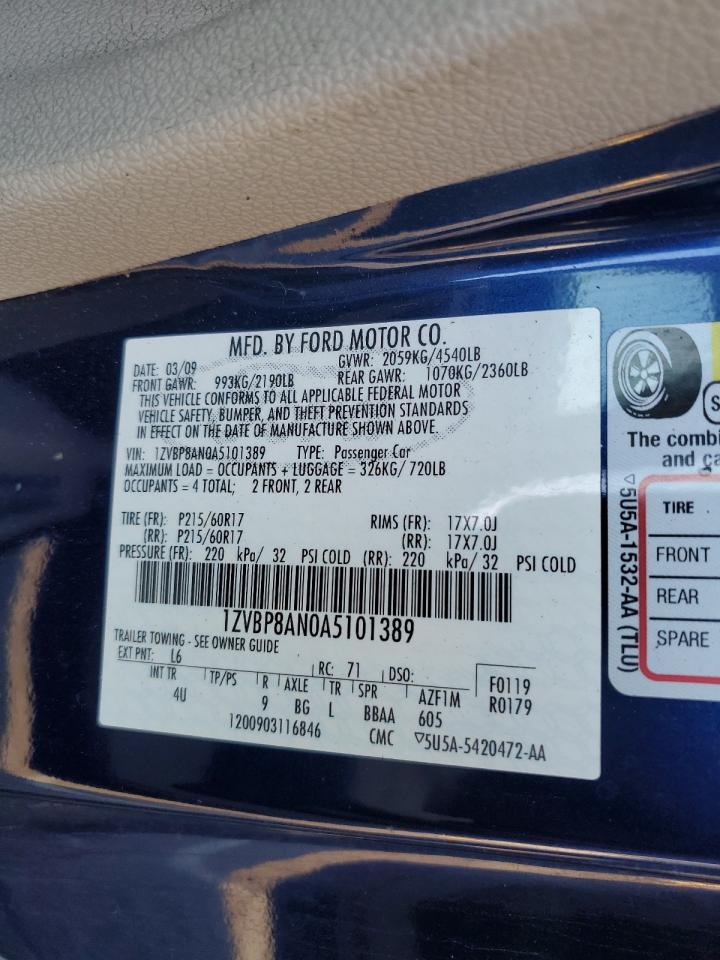 MFD. BY FORD MOTOR CO.
DATE: 03/09 GVWR: 2059KG/4540LB
FRONT GAWR: 993KG/2190LB REAR GAWR: 1070KG/2360LB
THIS VEHICLE CONFORMS TO ALL APPLICABLE FEDERAL MOTOR
VEHICLE SAFETY, BUMPER, AND THEFT PREVENTION STANDARDS
IN EFFECT ON THE DATE OF MANUFACTURE SHOWN ABOVE.
VIN: 1ZVBP8AN0A5101389 TYPE: Passenger Car
MAXIMUM LOAD = OCCUPANTS + LUGGAGE = 326KG/ 720LB
OCCUPANTS = 4 TOTAL; 2 FRONT, 2 REAR
TIRE (FR): P215/60R17 RIMS (FR): 17X7.0J
(RR): P215/60R17 (RR): 17X7.0J
PRESSURE (FR): 220 kPa/ 32 PSI COLD (RR): 220 kPa/ 32 PSI COLD
1ZVBP8AN0A5101389
TRAILER TOWING - SEE OWNER GUIDE
EXT PNT: L6 RC: 71 DSO: F0119
INT TR TP/PS R AXLE TR SPR AZF1M R0179
4U 9 BG L BBAA 605
1200903116846 CMC ▽5U5A-5420472-AA
The combi
and ca
▽5U5A-1532-AA (TLU)
TIRE
FRONT
REAR
SPARE